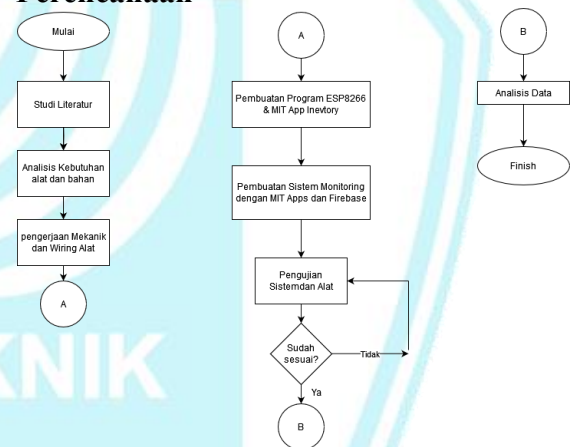 Perencanaan
Mulai
Studi Literatur
Analisis Kebutuhan
alat dan bahan
pengerjaan Mekanik
dan Wiring Alat
A
A
Pembuatan Program ESP8266
& MIT App Inevtory
Pembuatan Sistem Monitoring
dengan MIT Apps dan Firebase
Pengujian
Sistemdan Alat
Sudah
sesuai?
Tidak
Ya
B
B
Analisis Data
Finish
KNIK